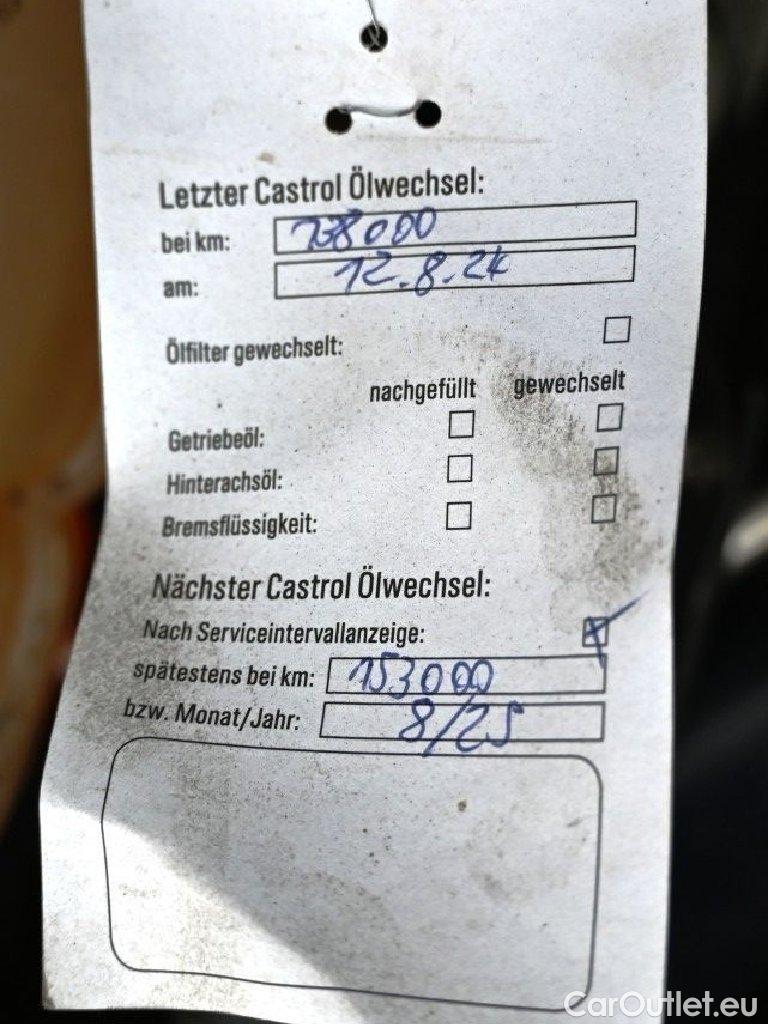 Letzter Castrol Ölwechsel:
bei km: 138000
am: 12.8.24
Ölfilter gewechselt:
nachgefüllt gewechselt
Getriebeöl:
Hinterachsöl:
Bremsflüssigkeit:
Nächster Castrol Ölwechsel:
Nach Serviceintervallanzeige:
spätestens bei km: 153000
bzw. Monat/Jahr: 8/25
CarOutlet.eu